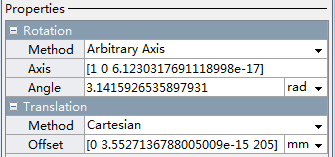 Properties
Rotation
Method Arbitrary Axis
Axis [1 0 6.1230317691118998e-17]
Angle 3.1415926535897931 rad
Translation
Method Cartesian
Offset [0 3.5527136788005009e-15 205] mm